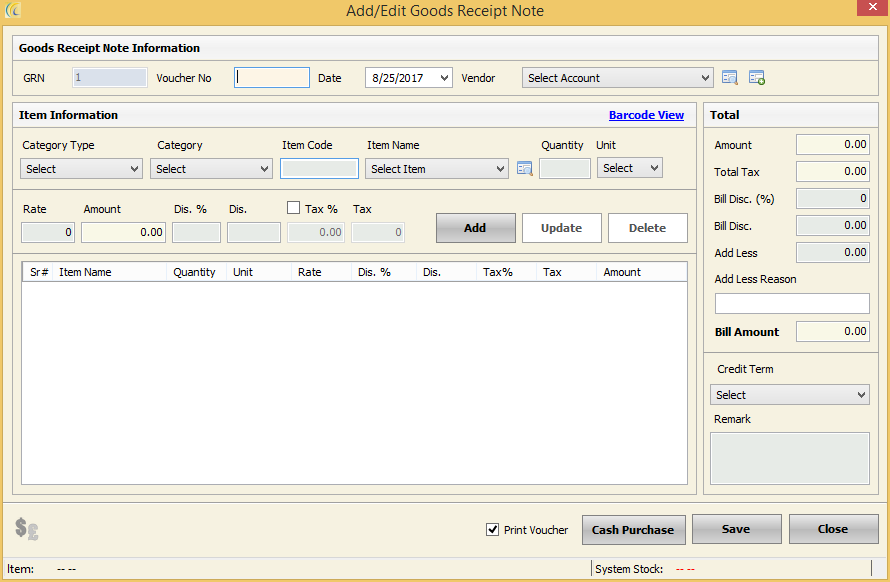 Add/Edit Goods Receipt Note
Goods Receipt Note Information
GRN 1 Voucher No Date 8/25/2017 Vendor Select Account
Item Information Barcode View
Category Type Category Item Code Item Name Quantity Unit
Select Select Select Item Select
Rate Amount Dis. % Dis. Tax % Tax
0 0.00 0.00 0 Add Update Delete
Sr# Item Name Quantity Unit Rate Dis. % Dis. Tax% Tax Amount
Total
Amount 0.00
Total Tax 0.00
Bill Disc. (%) 0
Bill Disc. 0.00
Add Less 0.00
Add Less Reason
Bill Amount 0.00
Credit Term
Select
Remark
$£ Print Voucher Cash Purchase Save Close
Item: -- -- System Stock: -- --